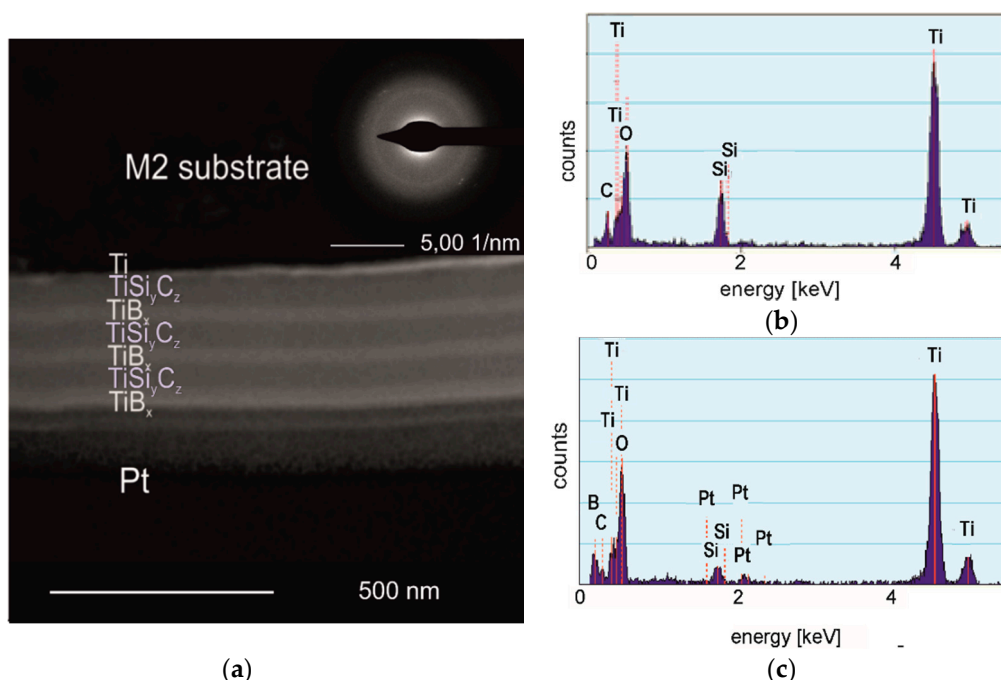 M2 substrate
5,00 1/nm
Ti
TiSiyCz
TiBx
TiSiyCz
TiBx
TiSiyCz
TiBx
Pt
500 nm
(a)
Ti
Ti
Ti
O
C
Si
Si
Ti
counts
0
2
4
energy [keV]
(b)
Ti
Ti
Ti
Ti
O
B
C
Pt
Pt
Pt
Si
Si
Pt
Ti
counts
0
2
4
energy [keV]
(c)